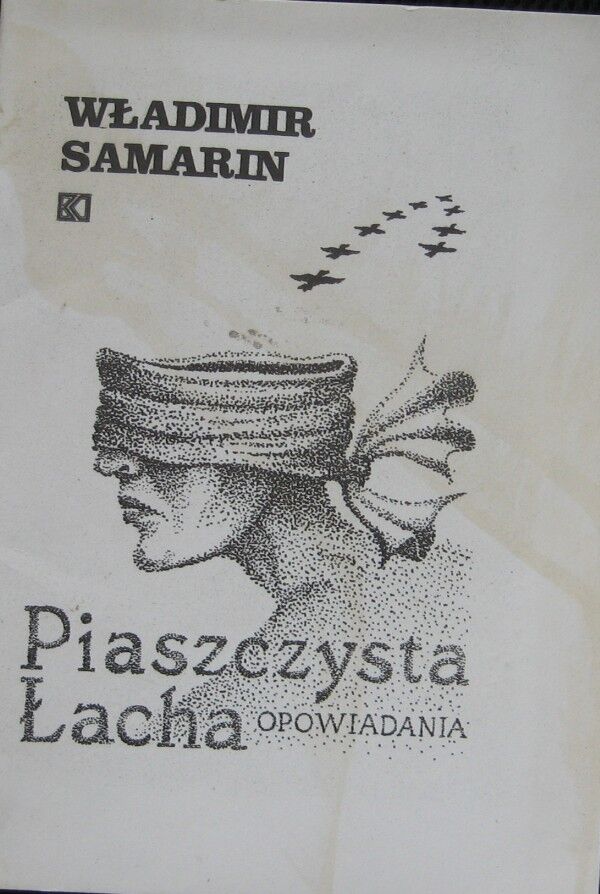 WŁADIMIR
SAMARIN
Piaszczysta
Łacha OPOWIADANIA